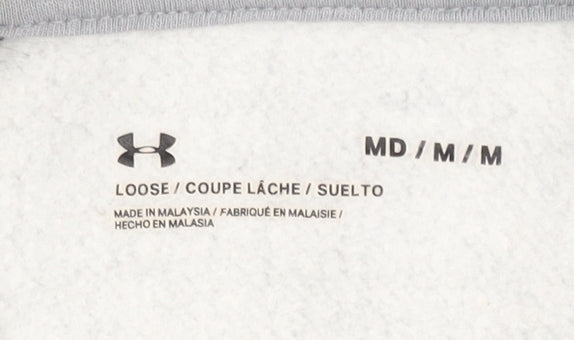 MD / M / M
LOOSE / COUPE LÂCHE / SUELTO
MADE IN MALAYSIA / FABRIQUÉ EN MALAISIE /
HECHO EN MALASIA